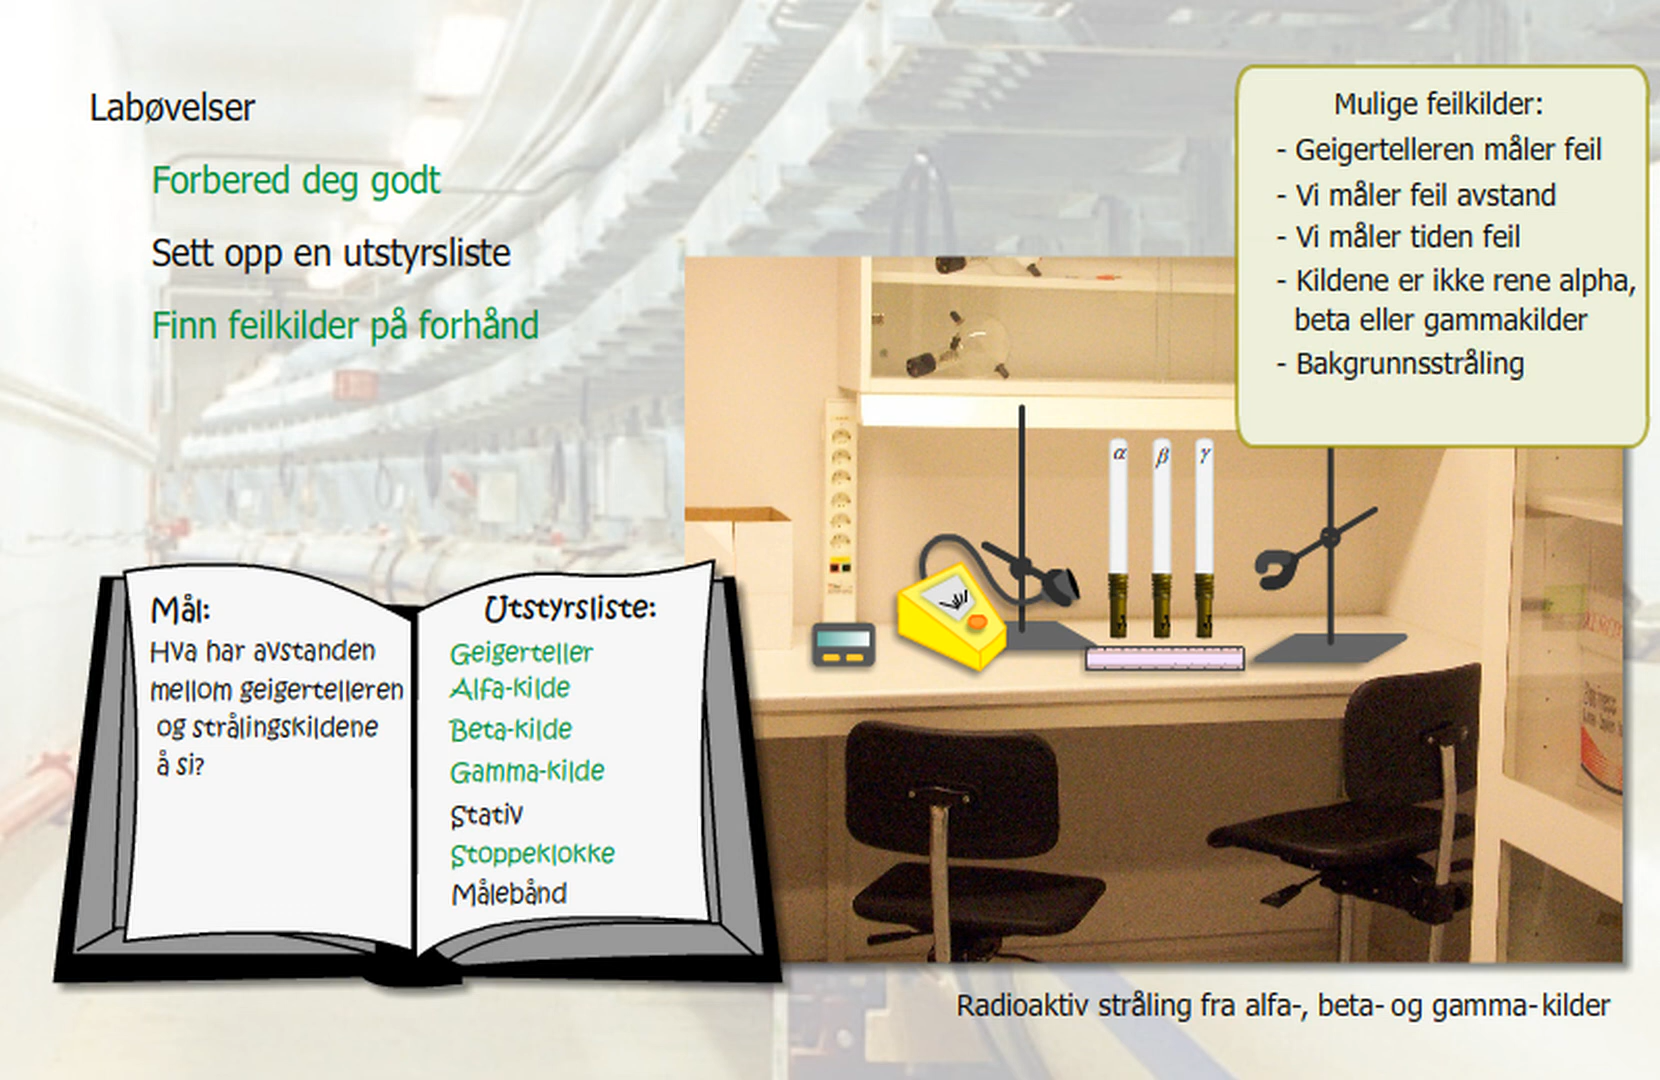 Labøvelser
Forbered deg godt
Sett opp en utstyrsliste
Finn feilkilder på forhånd
Mulige feilkilder:
- Geigertelleren måler feil
- Vi måler feil avstand
- Vi måler tiden feil
- Kildene er ikke rene alpha,
beta eller gammakilder
- Bakgrunnsstråling
α β γ
Mål:
Hva har avstanden
mellom geigertelleren
og strålingskildene
å si?
Utstyrsliste:
Geigerteller
Alfa-kilde
Beta-kilde
Gamma-kilde
Stativ
Stoppeklokke
Målebånd
Radioaktiv stråling fra alfa-, beta- og gamma-kilder